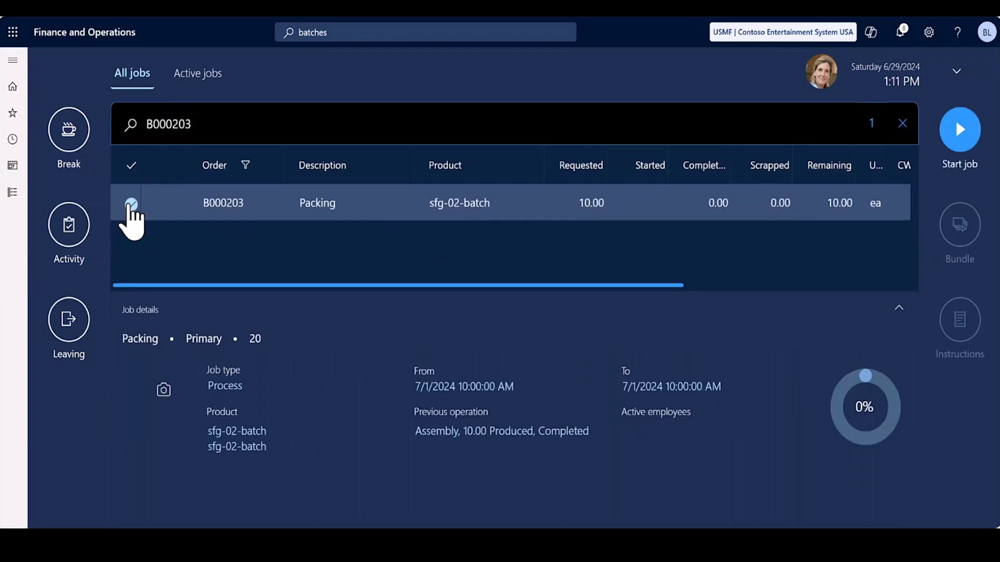 Finance and Operations
batches
USMF | Contoso Entertainment System USA
8
BL
All jobs
Active jobs
Saturday 6/29/2024
1:11 PM
B000203
1
Break
Start job
Order
Description
Product
Requested
Started
Complet...
Scrapped
Remaining
U...
CW
B000203
Packing
sfg-02-batch
10.00
0.00
0.00
10.00
ea
Activity
Bundle
Leaving
Instructions
Job details
Packing • Primary • 20
Job type
Process
From
7/1/2024 10:00:00 AM
To
7/1/2024 10:00:00 AM
Product
sfg-02-batch
sfg-02-batch
Previous operation
Assembly, 10.00 Produced, Completed
Active employees
0%